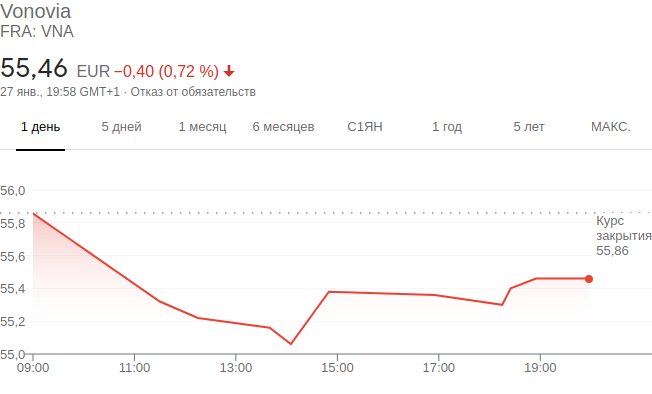 Vonovia
FRA: VNA
55,46 EUR −0,40 (0,72 %)
27 янв., 19:58 GMT+1 · Отказ от обязательств
1 день 5 дней 1 месяц 6 месяцев С1ЯН 1 год 5 лет МАКС.
56,0
55,8
Курс
закрытия
55,86
55,6
55,4
55,2
55,0
09:00 11:00 13:00 15:00 17:00 19:00